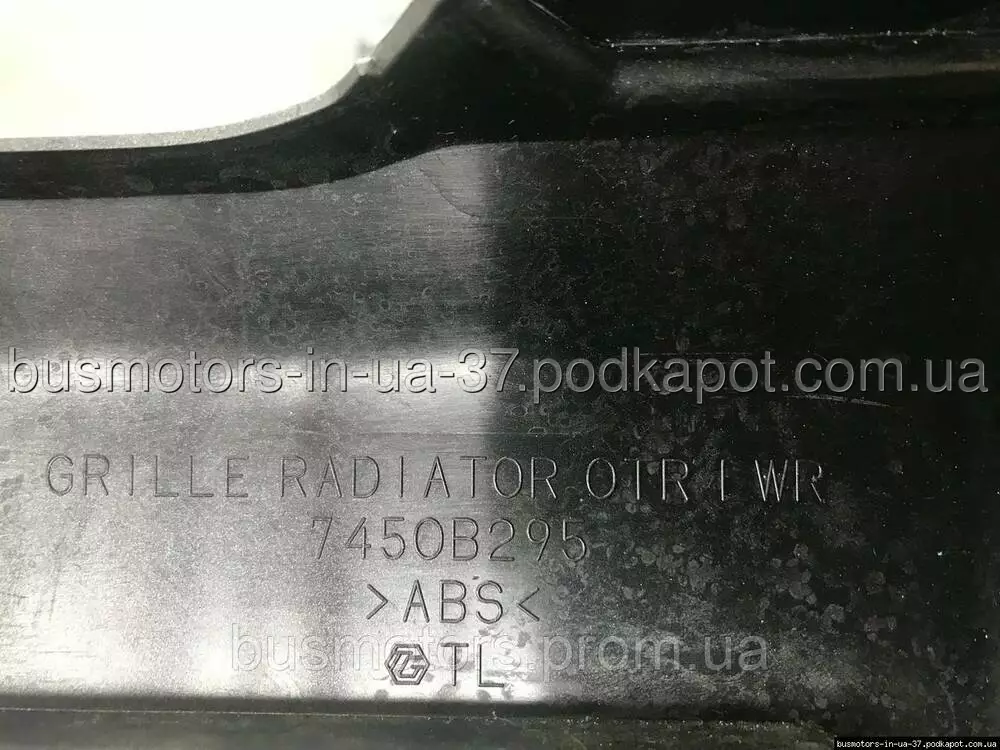 busmotors-in-ua-37.podkapot.com.ua
GRILLE RADIATOR OTR LWR
7450B295
>ABS<
busmotors.prom.ua
TL
busmotors-in-ua-37.podkapot.com.ua